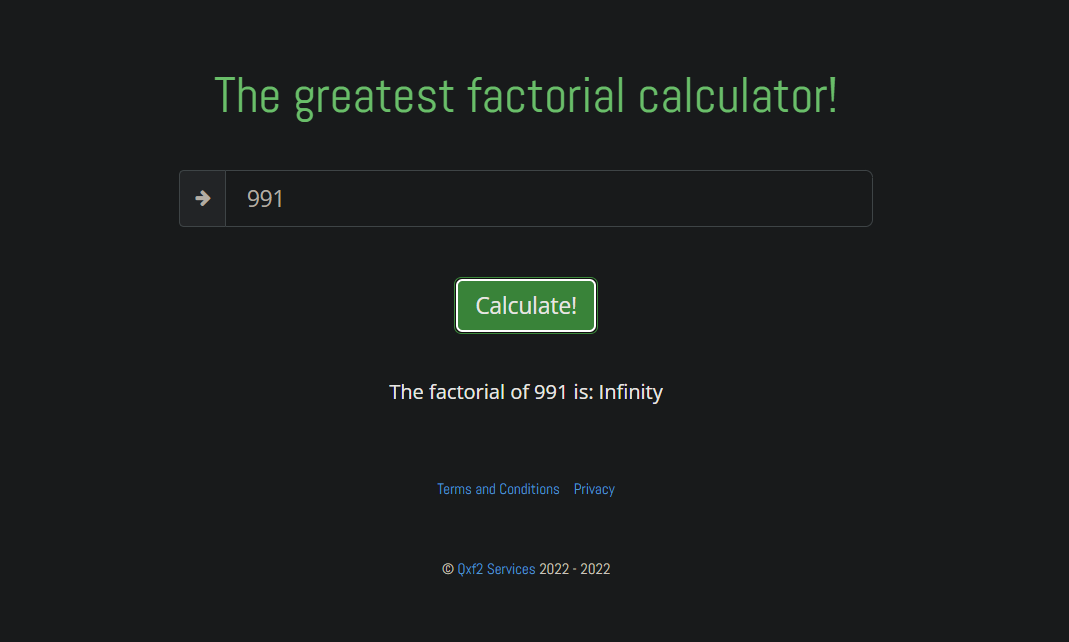 The greatest factorial calculator!
991
Calculate!
The factorial of 991 is: Infinity
Terms and Conditions Privacy
© Qxf2 Services 2022 - 2022